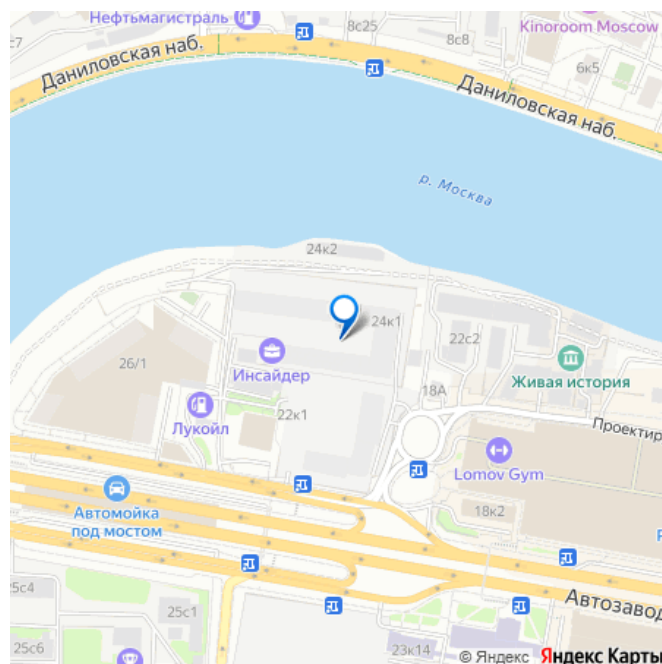 Нефтьмагистраль
с7
8с25
8с8
Kinoroom Moscow
6к5
Даниловская наб.
Даниловская наб.
р. Москва
24к2
24к1
22с2
26/1
Инсайдер
Живая история
18А
Лукойл
22к1
Проектир
Lomov Gym
Автомойка
под мостом
18к2
25с4
25с1
Автозавод
25с6
23к14
© Яндекс Яндекс Карты